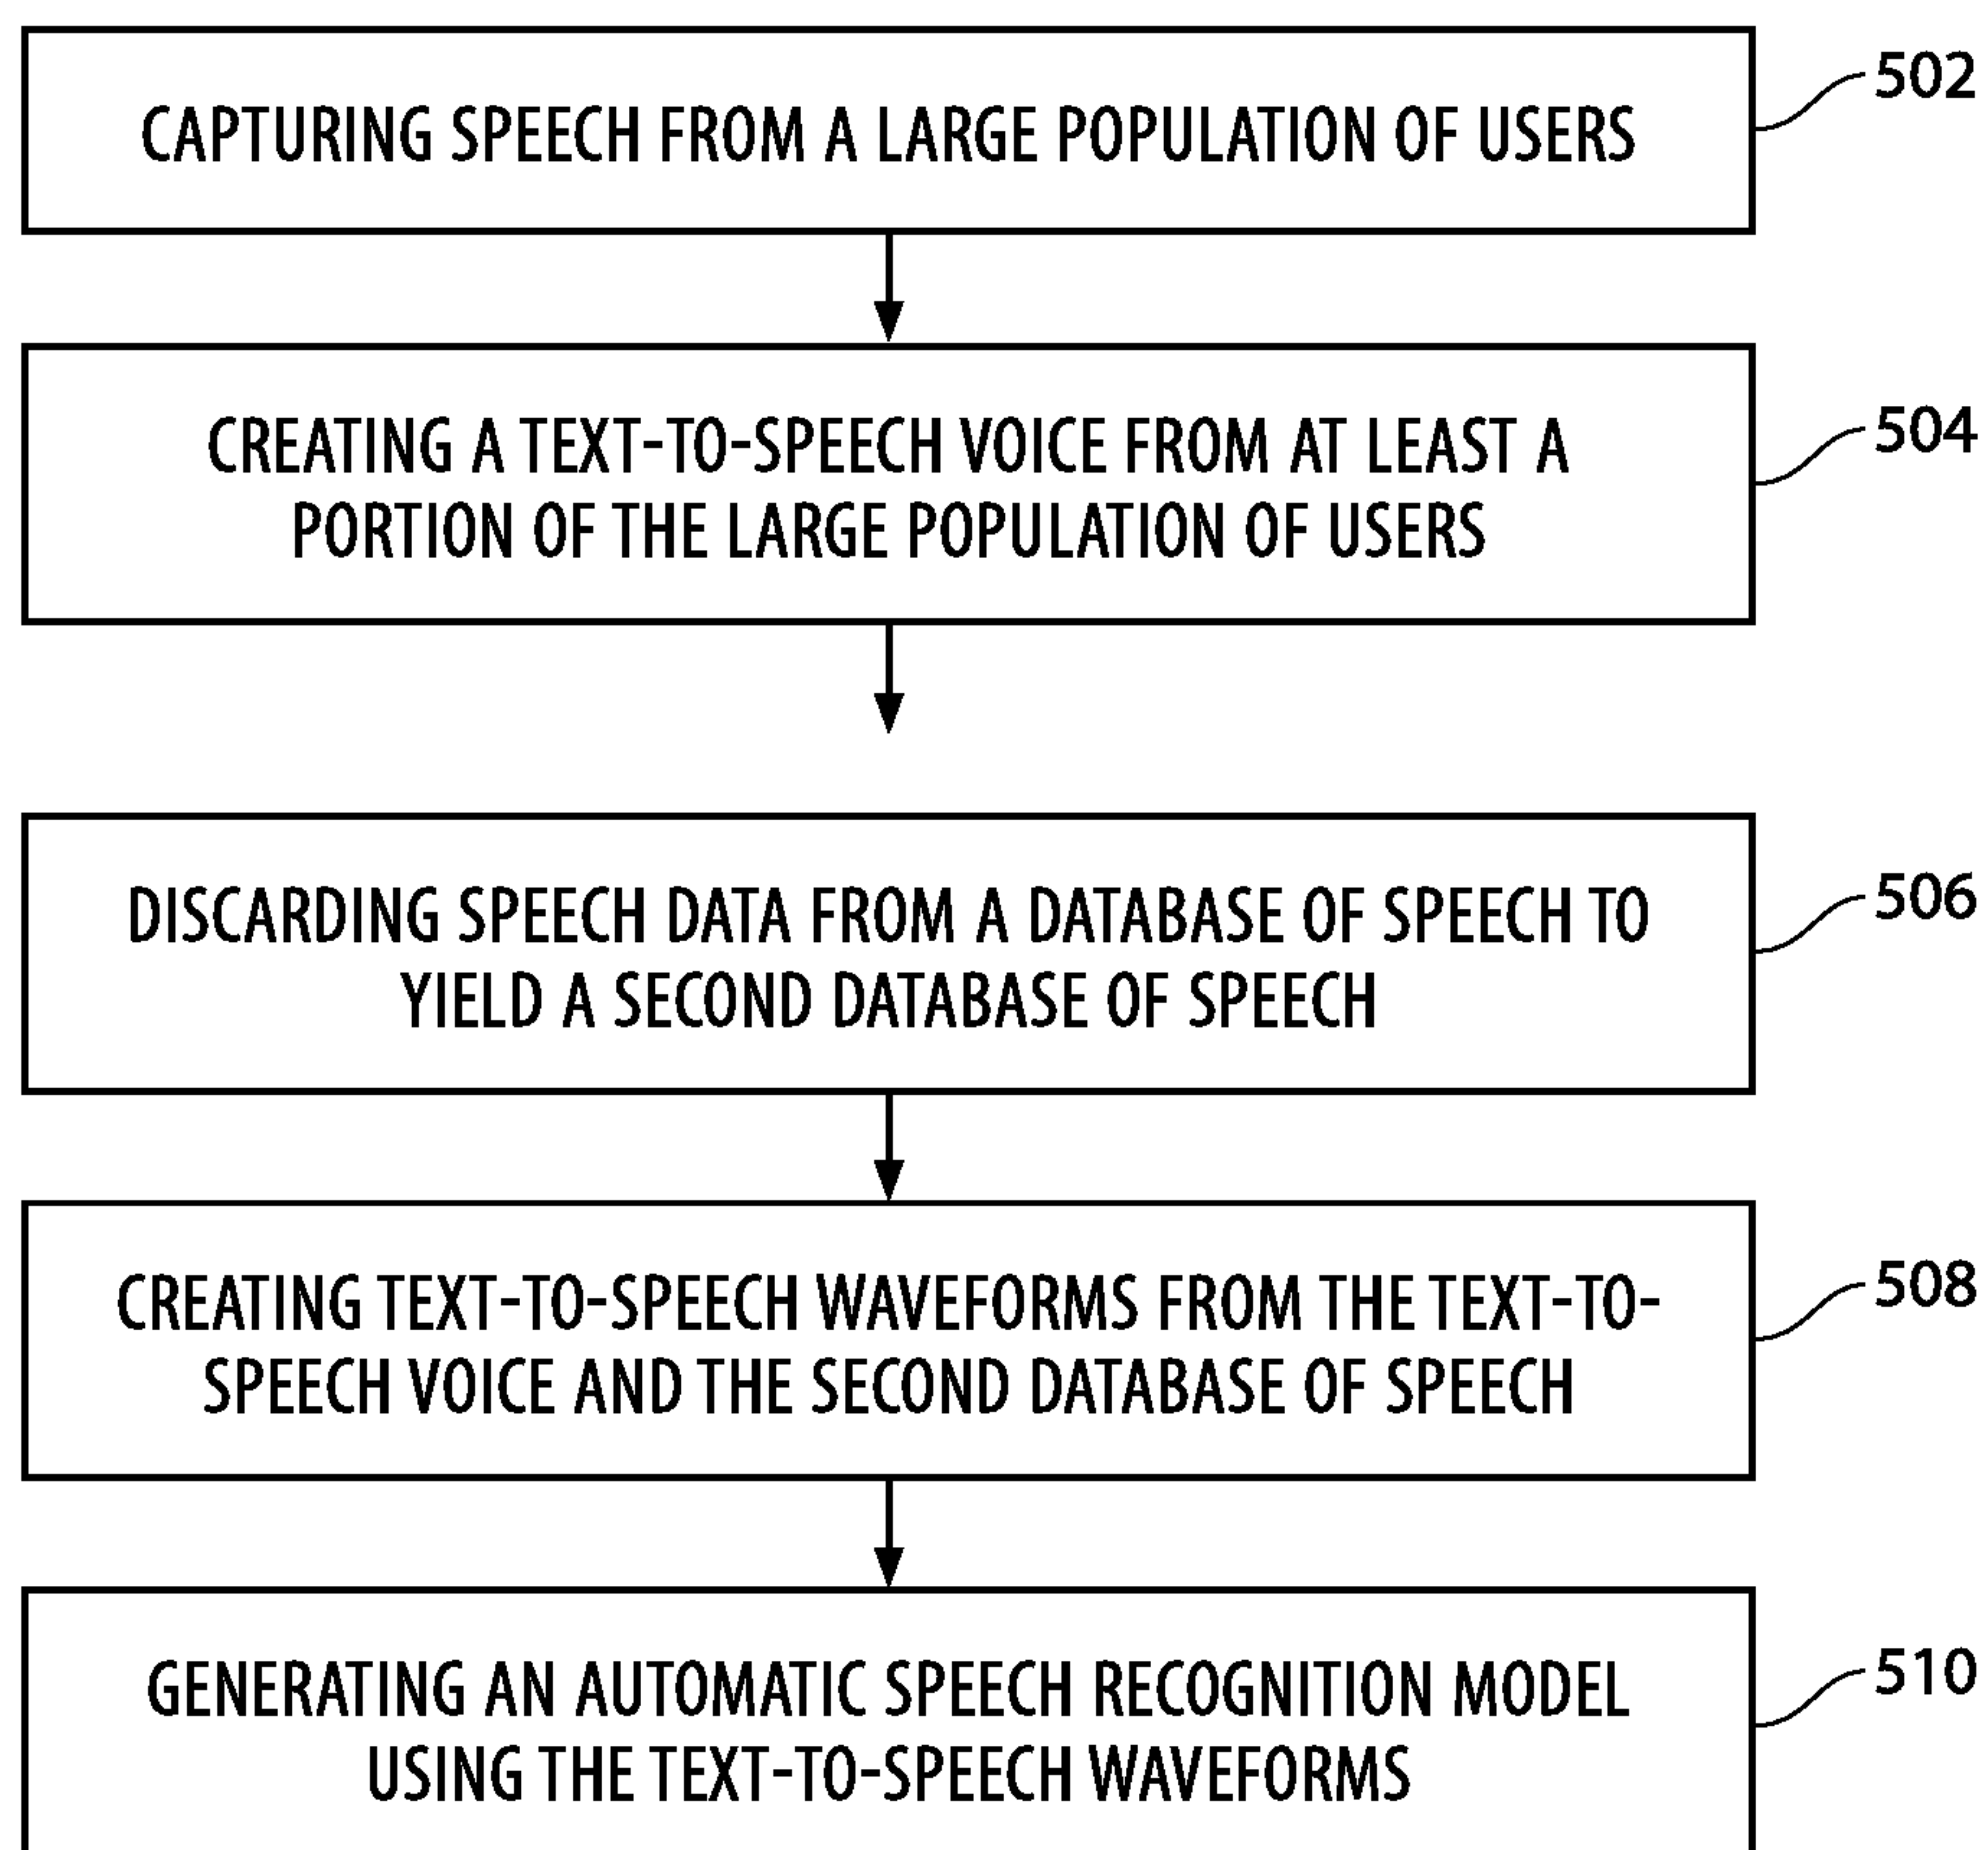 CAPTURING SPEECH FROM A LARGE POPULATION OF USERS
502
CREATING A TEXT-TO-SPEECH VOICE FROM AT LEAST A
PORTION OF THE LARGE POPULATION OF USERS
504
DISCARDING SPEECH DATA FROM A DATABASE OF SPEECH TO
YIELD A SECOND DATABASE OF SPEECH
506
CREATING TEXT-TO-SPEECH WAVEFORMS FROM THE TEXT-TO-
SPEECH VOICE AND THE SECOND DATABASE OF SPEECH
508
GENERATING AN AUTOMATIC SPEECH RECOGNITION MODEL
USING THE TEXT-TO-SPEECH WAVEFORMS
510